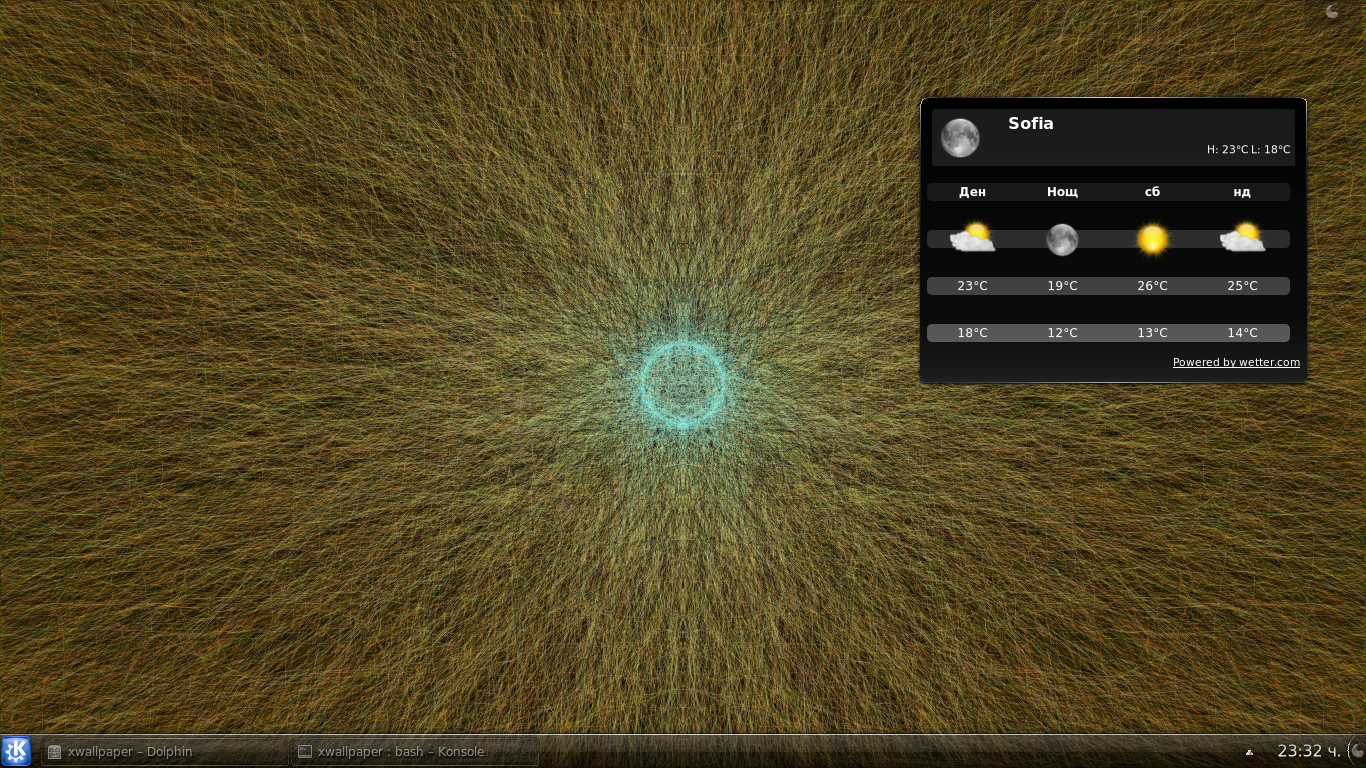 Sofia
H: 23°C L: 18°C
Ден Нощ сб нд
23°C 19°C 26°C 25°C
18°C 12°C 13°C 14°C
Powered by wetter.com
xwallpaper – Dolphin xwallpaper : bash – Konsole 23:32 ч.